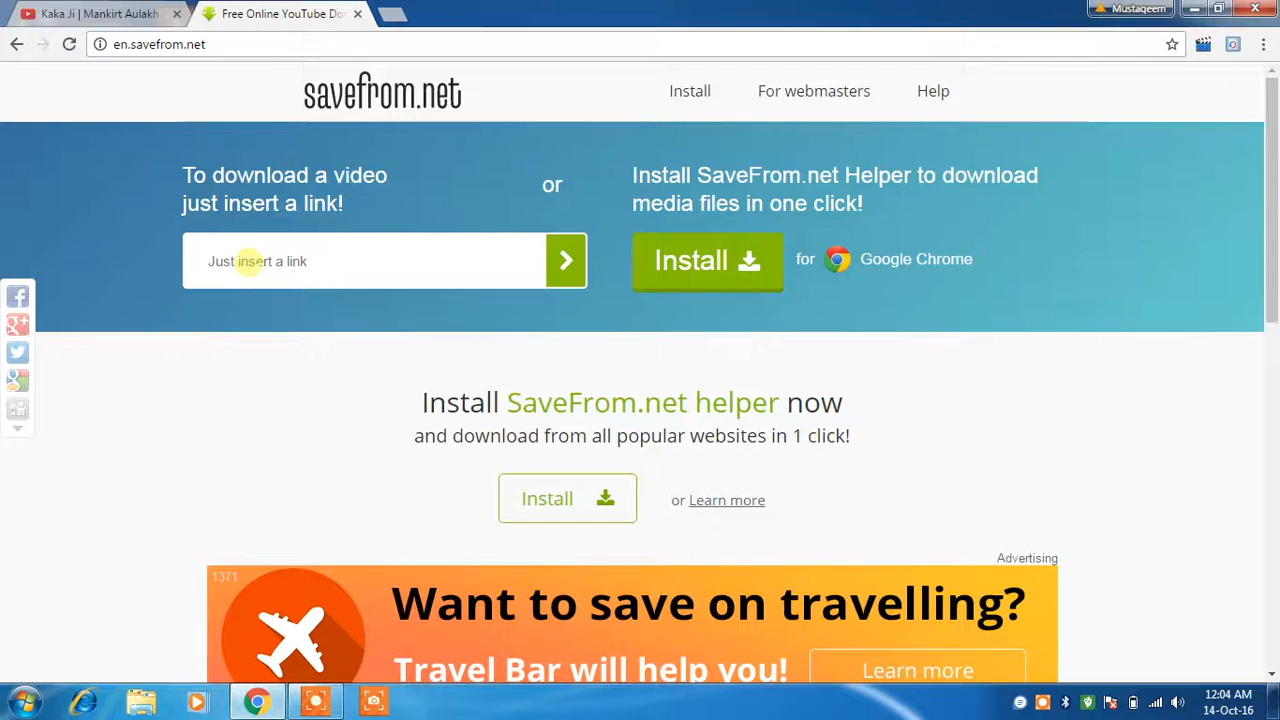 Kaka Ji | Mankirt Aulakh
Free Online YouTube Do
Mustaqeem
en.savefrom.net
savefrom.net
Install
For webmasters
Help
To download a video
just insert a link!
or
Install SaveFrom.net Helper to download
media files in one click!
Just insert a link
Install
for
Google Chrome
Install SaveFrom.net helper now
and download from all popular websites in 1 click!
Install
or Learn more
Advertising
1371
Want to save on travelling?
Travel Bar will help you!
Learn more
12:04 AM
14-Oct-16